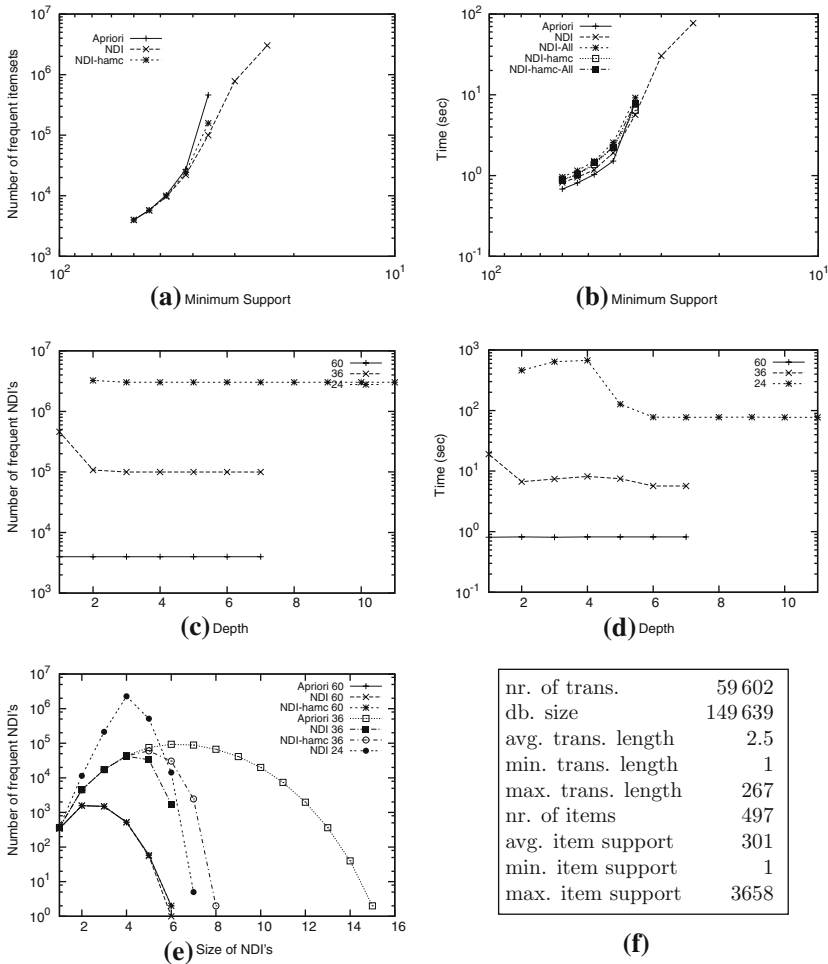 Number of frequent itemsets
10^7
10^6
10^5
10^4
10^3
10^2
10^1
Apriori
NDI
NDI-hamc
(a) Minimum Support
Time (sec)
10^2
10^1
10^0
10^-1
10^2
10^1
Apriori
NDI
NDI-All
NDI-hamc
NDI-hamc-All
(b) Minimum Support
Number of frequent NDI's
10^7
10^6
10^5
10^4
10^3
2 4 6 8 10
60
36
24
(c) Depth
Time (sec)
10^3
10^2
10^1
10^0
10^-1
2 4 6 8 10
60
36
24
(d) Depth
Number of frequent NDI's
10^7
10^6
10^5
10^4
10^3
10^2
10^1
10^0
2 4 6 8 10 12 14 16
Apriori 60
NDI 60
NDI-hamc 60
Apriori 36
NDI 36
NDI-hamc 36
NDI 24
(e) Size of NDI's
nr. of trans. 59 602
db. size 149 639
avg. trans. length 2.5
min. trans. length 1
max. trans. length 267
nr. of items 497
avg. item support 301
min. item support 1
max. item support 3658
(f)